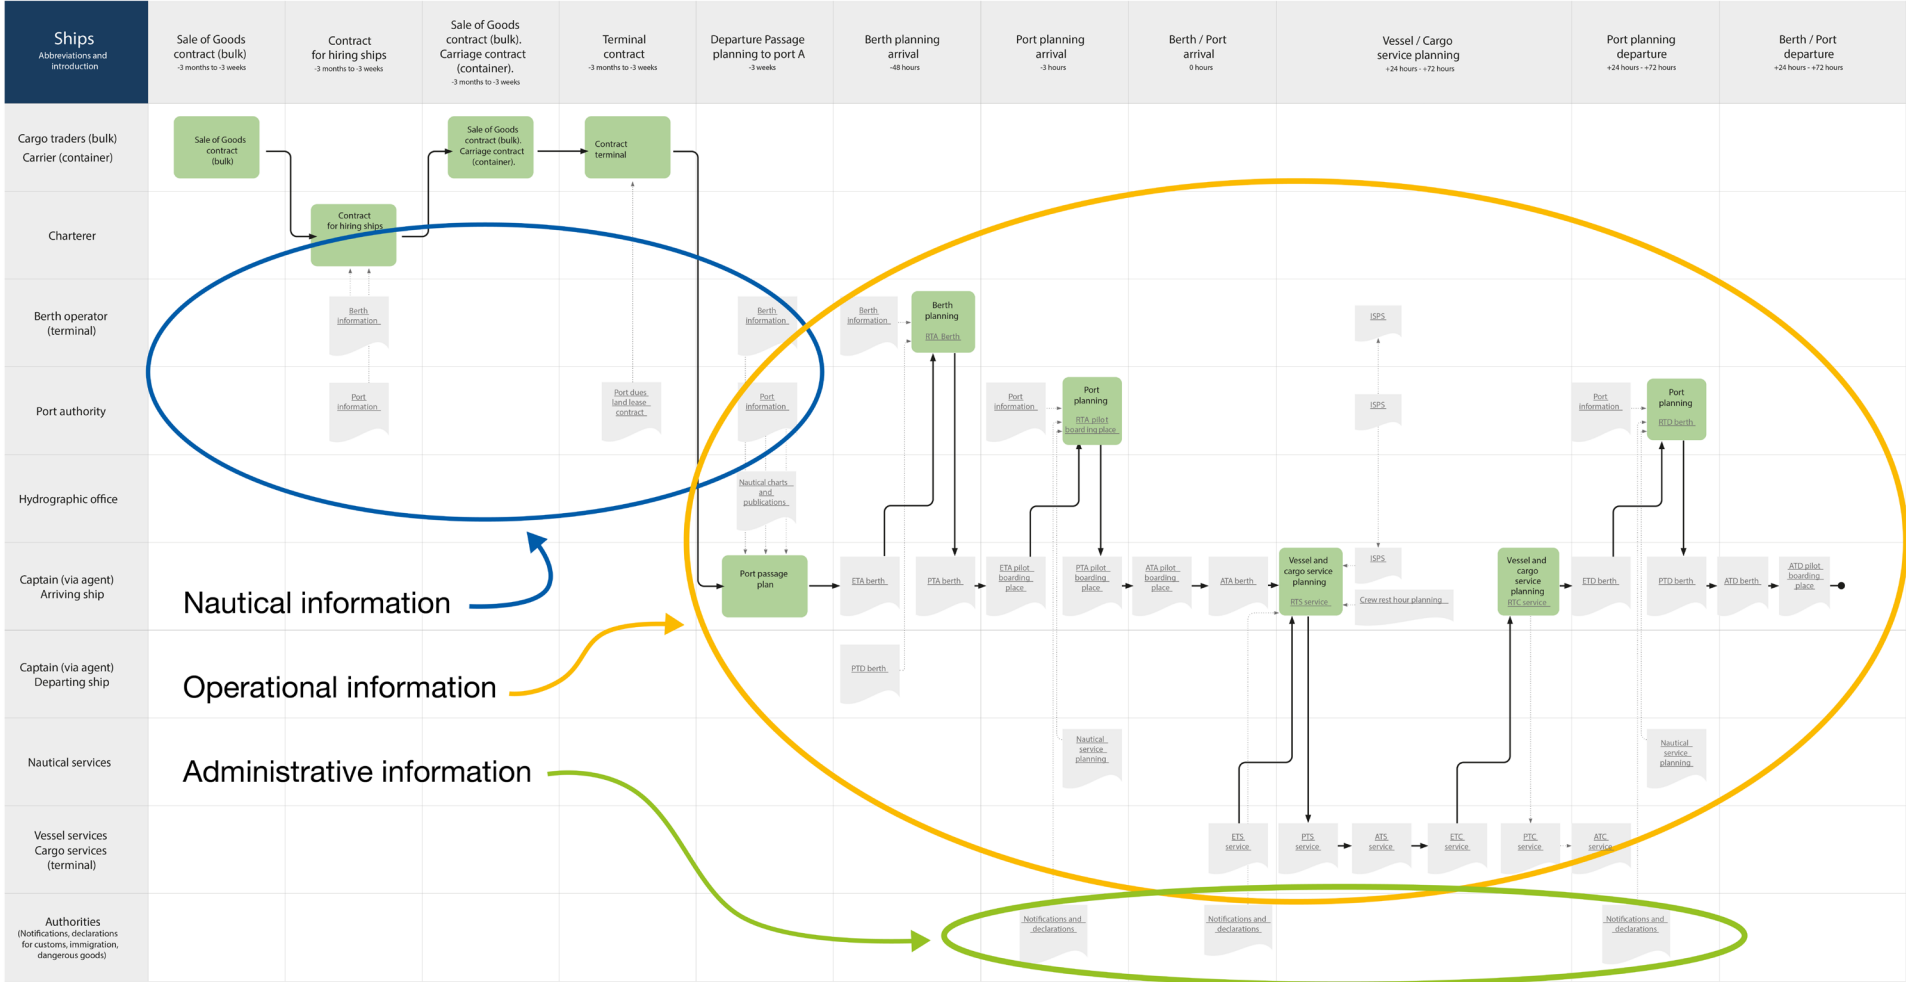 Ships
Abbreviations and
introduction
Sale of Goods
contract (bulk)
-3 months to -3 weeks
Contract
for hiring ships
-3 months to -3 weeks
Sale of Goods
contract (bulk).
Carriage contract
(container).
-3 months to -3 weeks
Terminal
contract
-3 months to -3 weeks
Departure Passage
planning to port A
-3 weeks
Berth planning
arrival
-48 hours
Port planning
arrival
-3 hours
Berth / Port
arrival
0 hours
Vessel / Cargo
service planning
+24 hours - +72 hours
Port planning
departure
+24 hours - +72 hours
Berth / Port
departure
+24 hours - +72 hours
Cargo traders (bulk)
Carrier (container)
Sale of Goods
contract
(bulk)
Sale of Goods
contract (bulk).
Carriage contract
(container).
Contract
terminal
Charterer
Contract
for hiring ships
Berth operator
(terminal)
Berth
information
Berth
information
Berth
information
Berth
planning
RTA Berth
ISPS
Port authority
Port
information
Port dues
land lease
contract
Port
information
Port
information
Port
planning
RTA pilot
boarding place
ISPS
Port
information
Port
planning
RTD berth
Hydrographic office
Nautical charts
and
publications
Captain (via agent)
Arriving ship
Port passage
plan
ETA berth
PTA berth
ETA pilot
boarding
place
PTA pilot
boarding
place
ATA pilot
boarding
place
ATA berth
Vessel and
cargo service
planning
RTS service
ISPS
Crew rest hour planning
Vessel and
cargo
service
planning
RTC service
ETD berth
PTD berth
ATD berth
ATD pilot
boarding
place
Nautical information
Captain (via agent)
Departing ship
Operational information
PTD berth
Nautical services
Administrative information
Nautical
service
planning
Nautical
service
planning
Vessel services
Cargo services
(terminal)
ETS
service
PTS
service
ATS
service
ETC
service
PTC
service
ATC
service
Authorities
(Notifications, declarations
for customs, immigration,
dangerous goods)
Notifications and
declarations
Notifications and
declarations
Notifications and
declarations